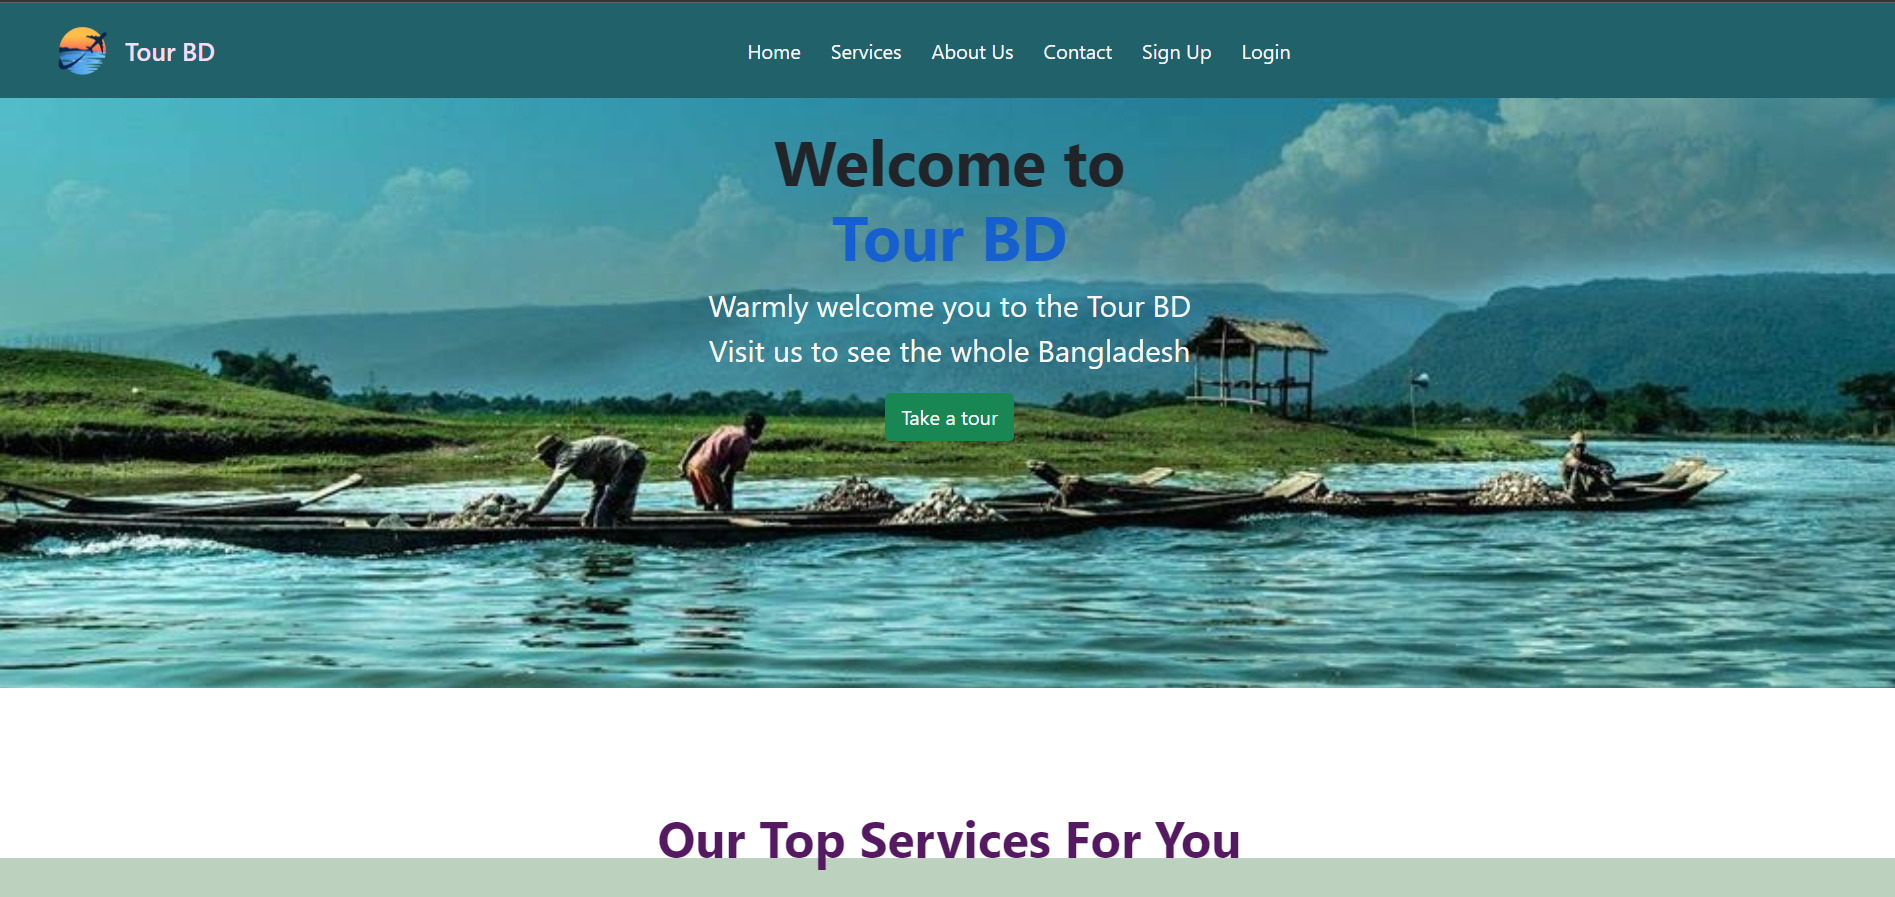 Tour BD
Home Services About Us Contact Sign Up Login
Welcome to
Tour BD
Warmly welcome you to the Tour BD
Visit us to see the whole Bangladesh
Take a tour
Our Top Services For You